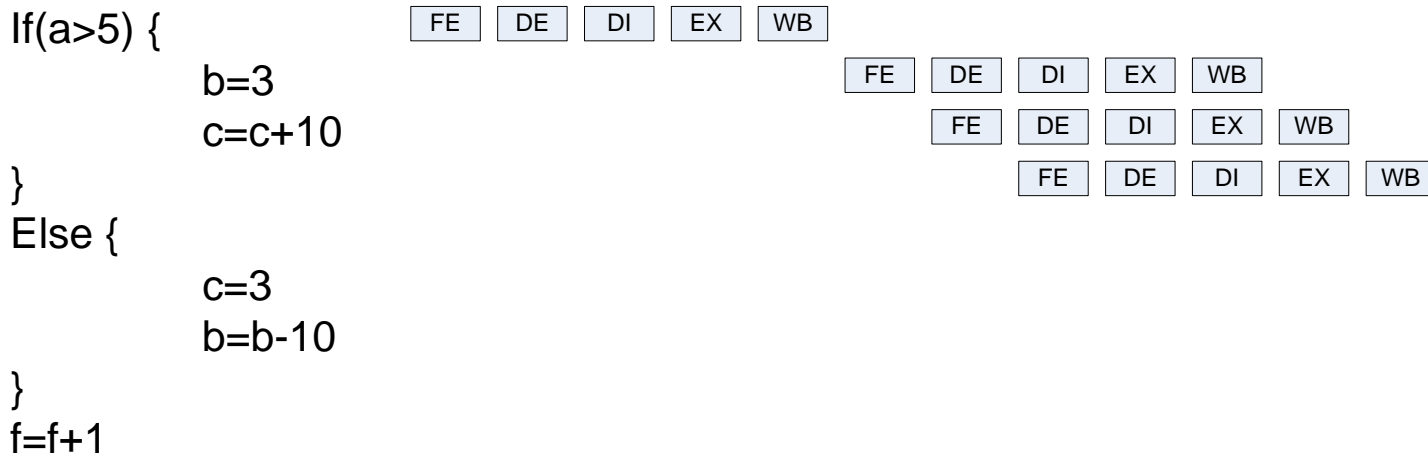 If(a>5) { FE DE DI EX WB
b=3 FE DE DI EX WB
c=c+10 FE DE DI EX WB
} FE DE DI EX WB
Else {
c=3
b=b-10
}
f=f+1